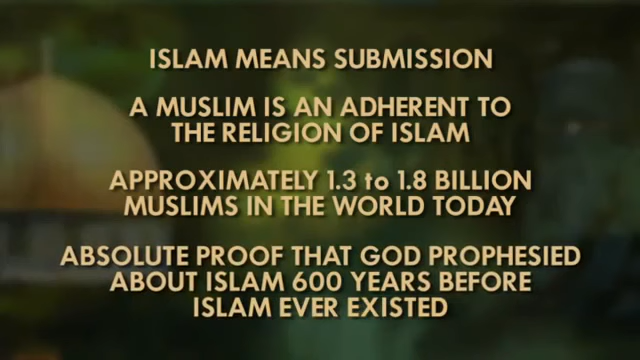 ISLAM MEANS SUBMISSION
A MUSLIM IS AN ADHERENT TO
THE RELIGION OF ISLAM
APPROXIMATELY 1.3 to 1.8 BILLION
MUSLIMS IN THE WORLD TODAY
ABSOLUTE PROOF THAT GOD PROPHESIED
ABOUT ISLAM 600 YEARS BEFORE
ISLAM EVER EXISTED